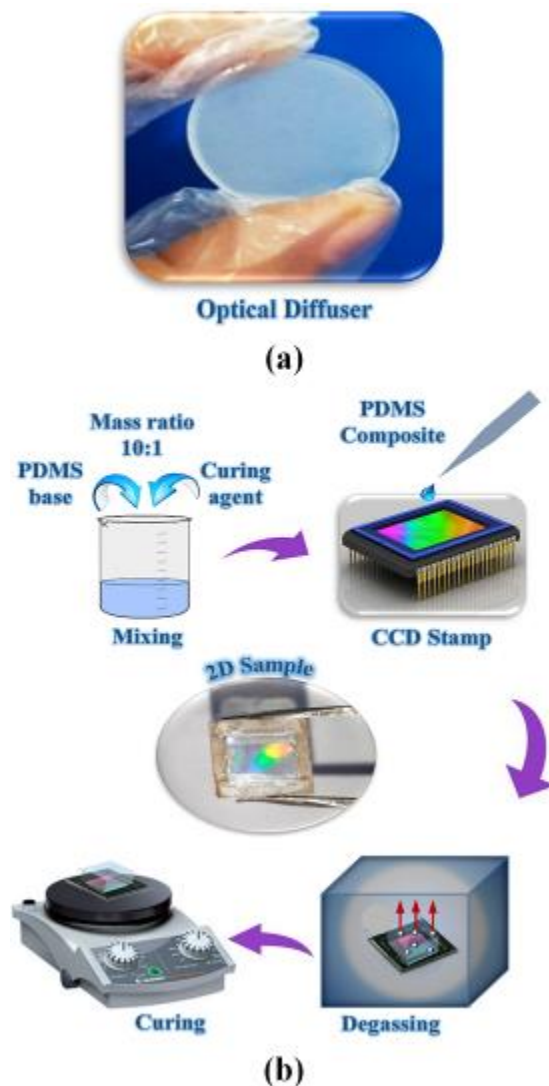 Optical Diffuser
(a)
Mass ratio
10:1
PDMS
base
Curing
agent
Mixing
PDMS
Composite
CCD Stamp
2D Sample
Curing
Degassing
(b)